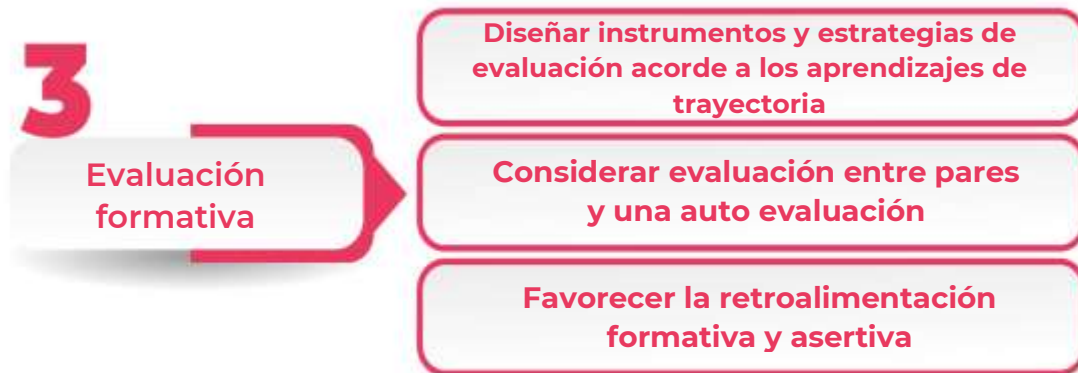 3
Evaluación
formativa
Diseñar instrumentos y estrategias de
evaluación acorde a los aprendizajes de
trayectoria
Considerar evaluación entre pares
y una auto evaluación
Favorecer la retroalimentación
formativa y asertiva